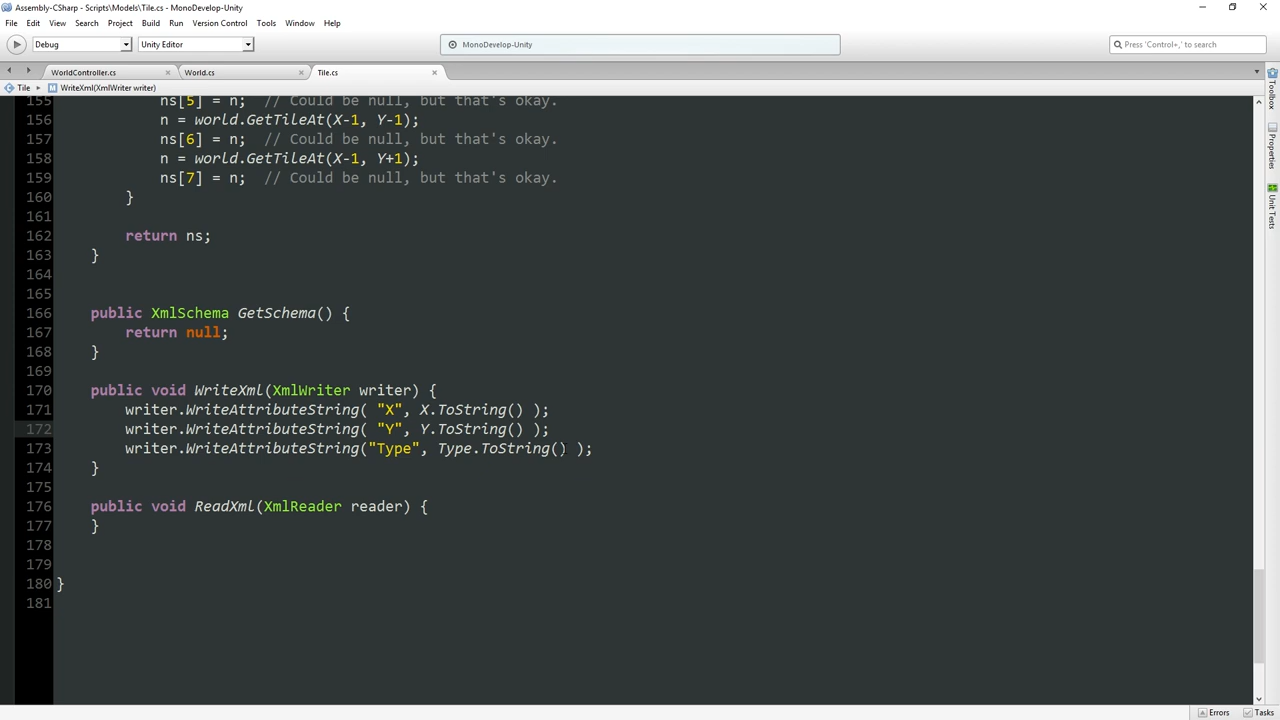 Assembly-CSharp - Scripts\Models\Tile.cs - MonoDevelop-Unity
File Edit View Search Project Build Run Version Control Tools Window Help
Debug Unity Editor MonoDevelop-Unity Press 'Control+,' to search
WorldController.cs World.cs Tile.cs
Tile WriteXml(XmlWriter writer)
155 ns[5] = n; // Could be null, but that's okay.
156 n = world.GetTileAt(X-1, Y-1);
157 ns[6] = n; // Could be null, but that's okay.
158 n = world.GetTileAt(X-1, Y+1);
159 ns[7] = n; // Could be null, but that's okay.
160 }
161
162 return ns;
163 }
164
165
166 public XmlSchema GetSchema() {
167 return null;
168 }
169
170 public void WriteXml(XmlWriter writer) {
171 writer.WriteAttributeString( "X", X.ToString() );
172 writer.WriteAttributeString( "Y", Y.ToString() );
173 writer.WriteAttributeString("Type", Type.ToString() );
174 }
175
176 public void ReadXml(XmlReader reader) {
177 }
178
179
180 }
181
Toolbox
Properties
Unit Tests
Errors Tasks